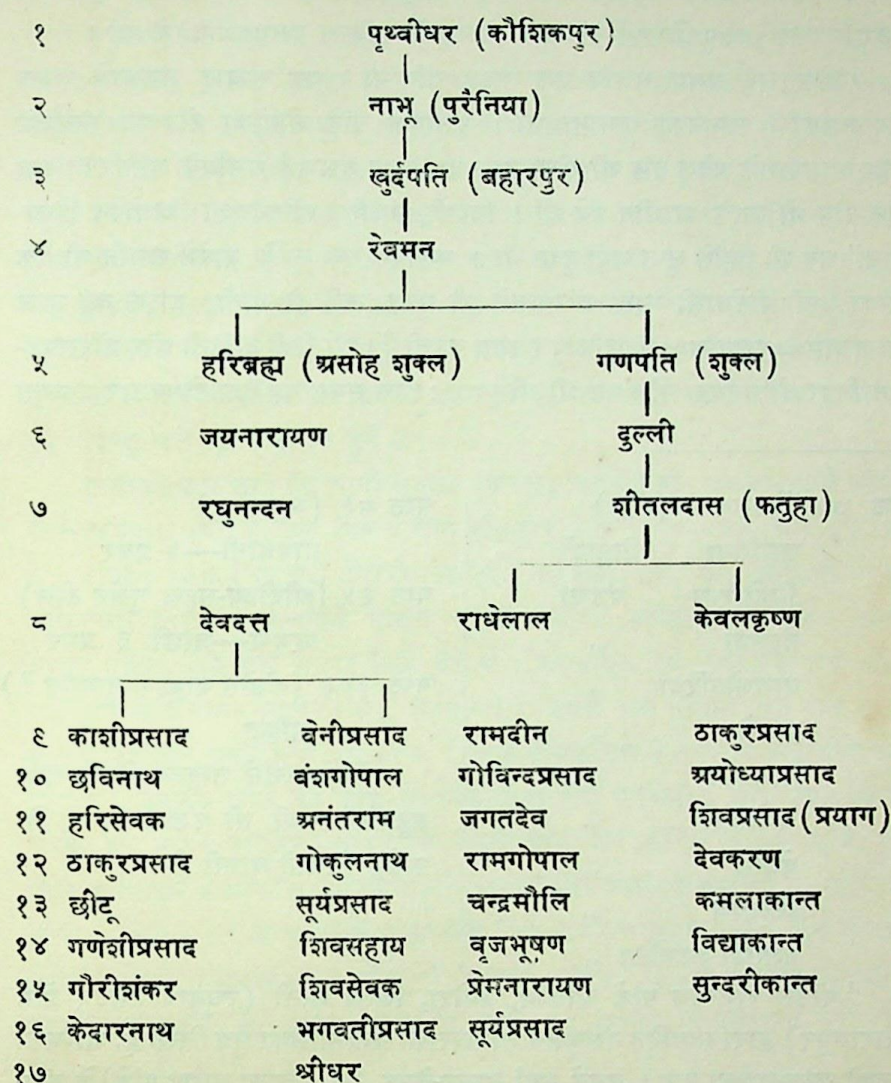 १ पृथ्वीधर (कौशिकपुर)
२ नाभू (पुरैनिया)
३ खुर्दपति (बहारपुर)
४ रेवमन
५ हरिब्रह्म (असोह शुक्ल) गणपति (शुक्ल)
६ जयनारायण दुल्ली
७ रघुनन्दन शीतलदास (फतुहा)
८ देवदत्त राधेलाल केवलकृष्ण
९ काशीप्रसाद बेनीप्रसाद रामदीन ठाकुरप्रसाद
१० छविनाथ वंशगोपाल गोविन्दप्रसाद अयोध्याप्रसाद
११ हरिसेवक अनंतराम जगतदेव शिवप्रसाद (प्रयाग)
१२ ठाकुरप्रसाद गोकुलनाथ रामगोपाल देवकरण
१३ छीटू सूर्यप्रसाद चन्द्रमौलि कमलाकान्त
१४ गणेशीप्रसाद शिवसहाय वृजभूषण विद्याकान्त
१५ गौरीशंकर शिवसेवक प्रेमनारायण सुन्दरीकान्त
१६ केदारनाथ भगवतीप्रसाद सूर्यप्रसाद
१७ श्रीधर